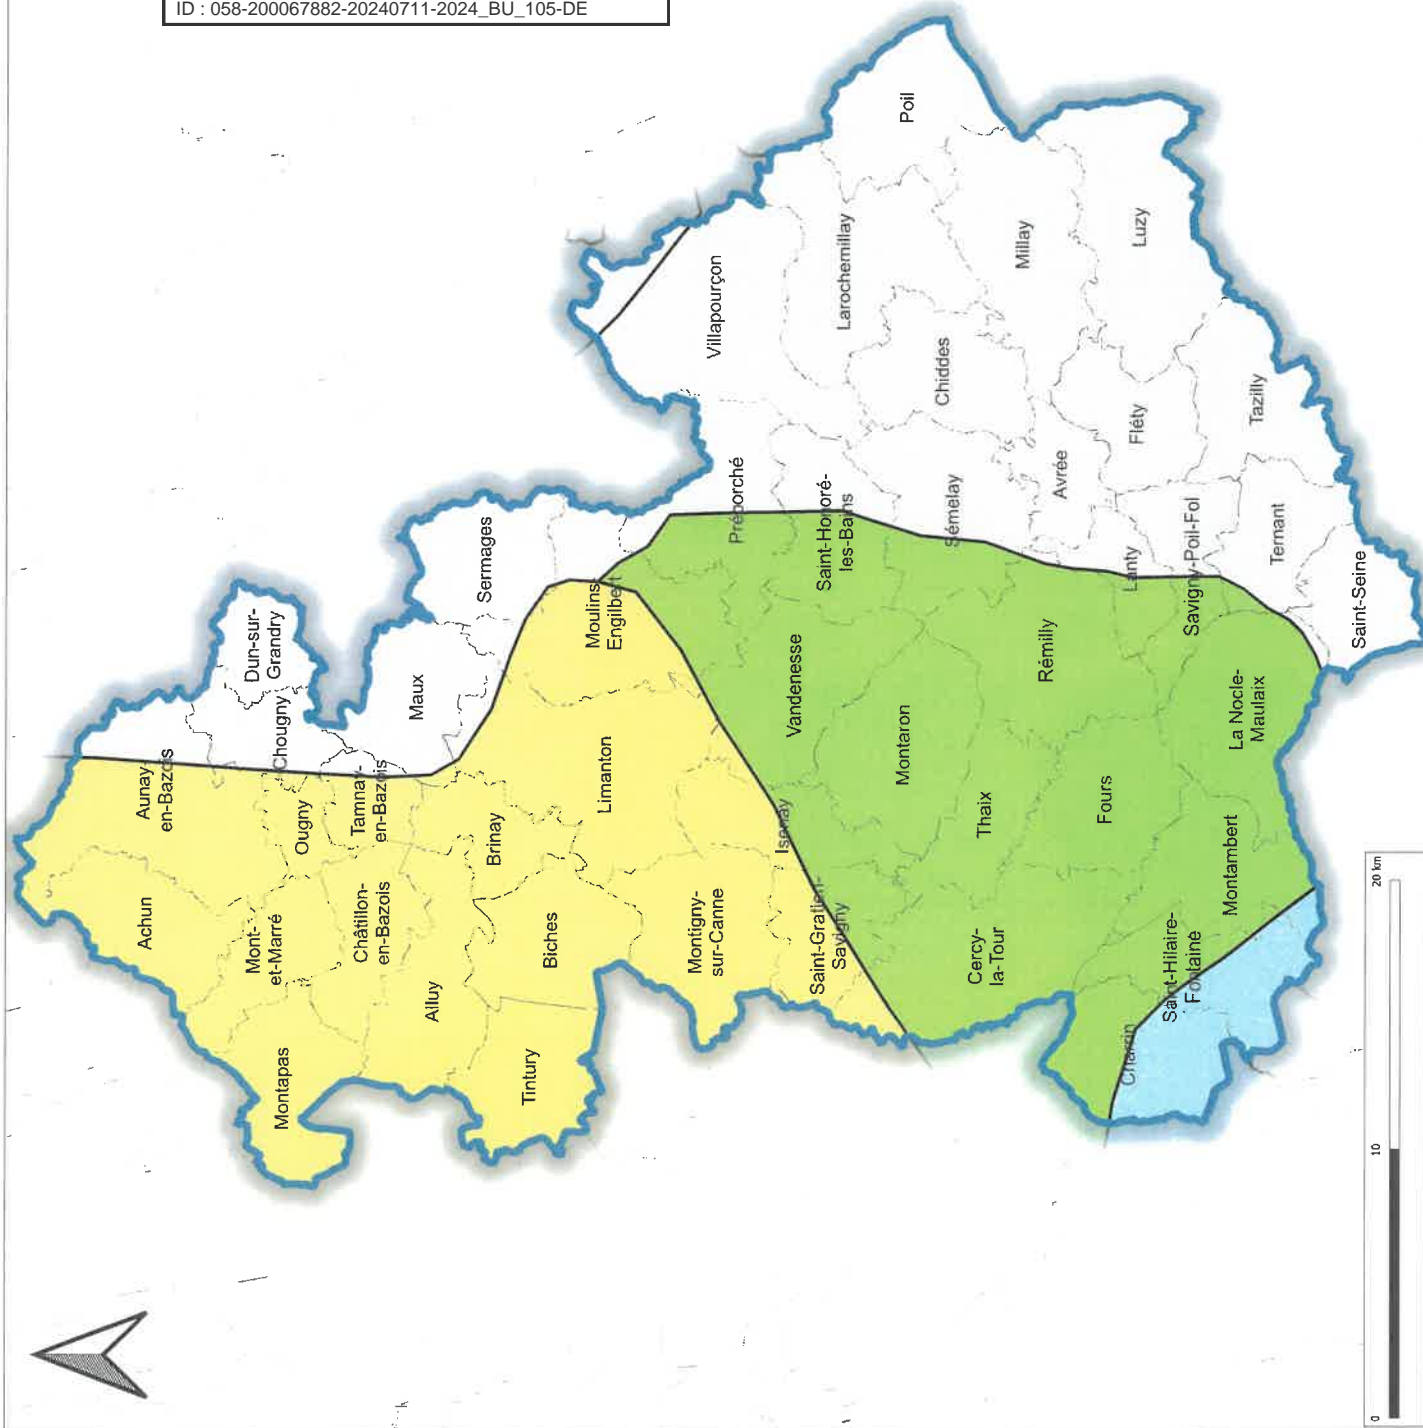 ID : 058-200067882-20240711-2024_BU_105-DE
Poil
Villapourçon
Larochemillay
Millay
Luzy
Chiddes
Préporché
Saint-Honoré-
les-Bains
Sémelay
Avrée
Fléty
Tazilly
Sermages
Dun-sur-
Grandry
Moulins-
Engilbert
Lanty
Savigny-Poil-Fol
Ternant
Saint-Seine
Maux
Chougny
Vandenesse
Rémilly
La Nocle-
Maulaix
Aunay-
en-Bazois
Ougny
Tamnay-
en-Bazois
Brinay
Limanton
Isenay
Montaron
Thaix
Fours
Montambert
Achun
Mont-
et-Marré
Châtillon-
en-Bazois
Biches
Montigny-
sur-Canne
Saint-Gratien-
Savigny
Cercy-
la-Tour
Saint-Hilaire-
Fontaine
Alluy
Montapas
Tintury
Charrin
10
20 km